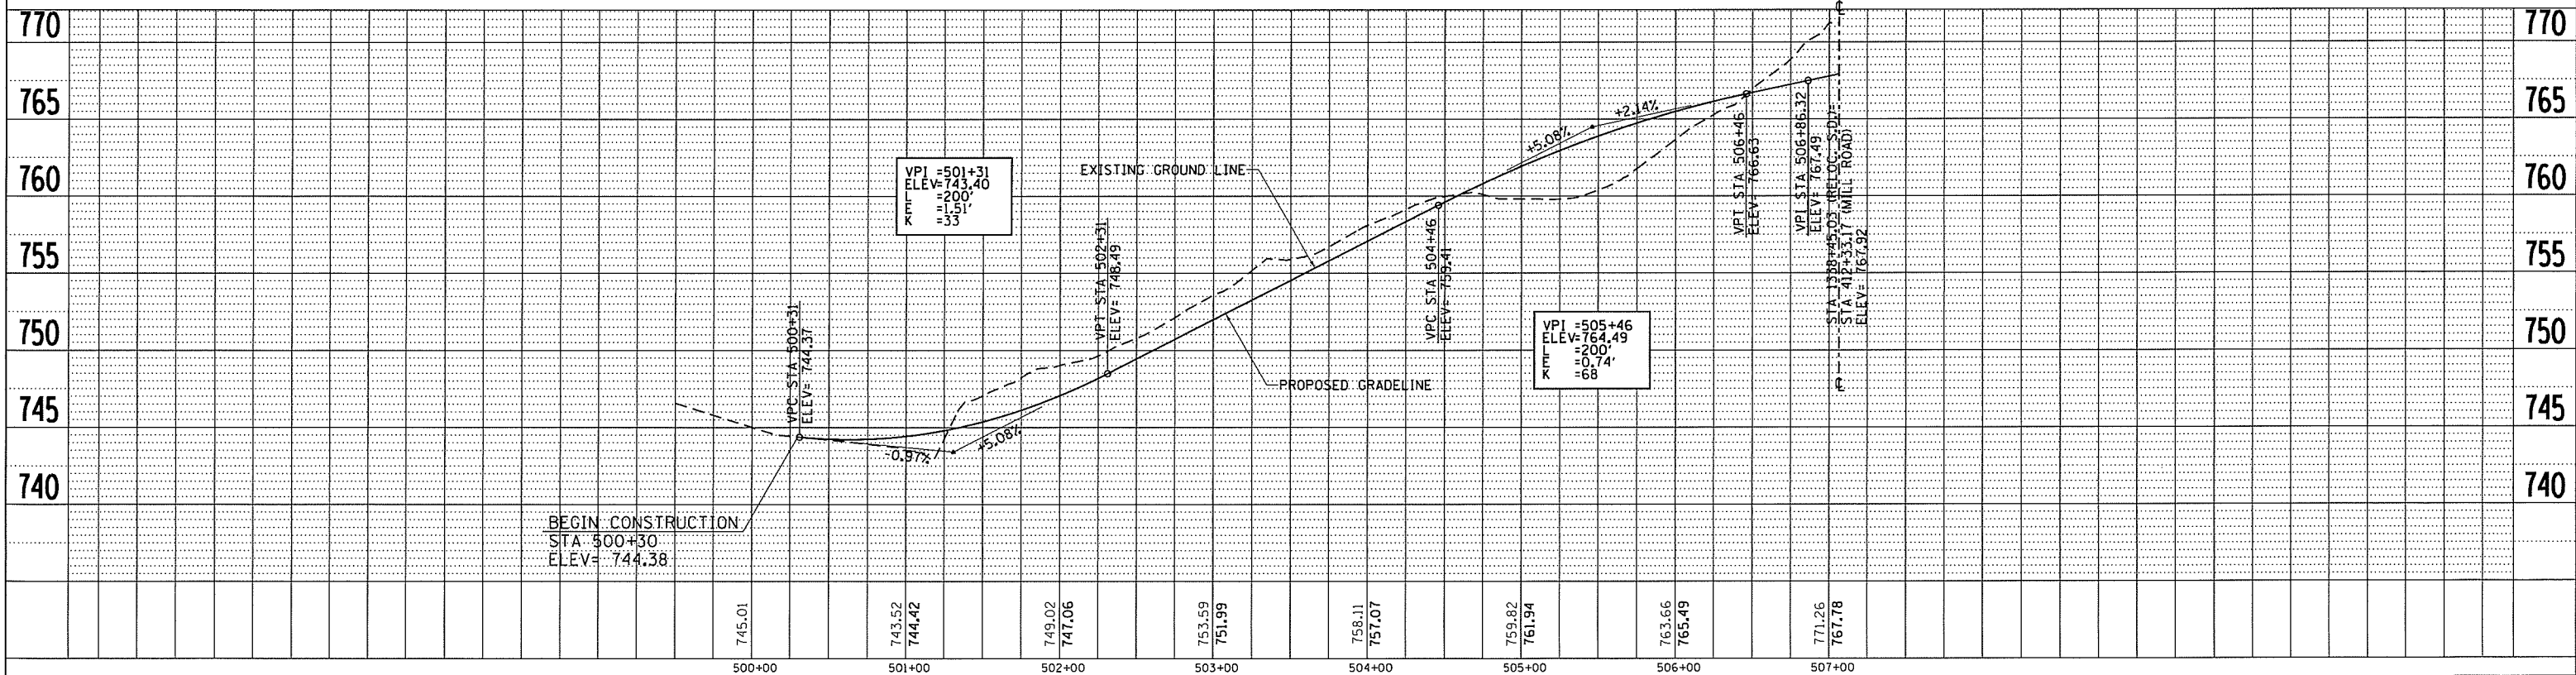 770
765
760
755
750
745
740
BEGIN CONSTRUCTION
STA 500+30
ELEV= 744.38
VPC STA 500+31
ELEV= 744.37
VPI =501+31
ELEV=743.40
L =200'
E =1.51'
K =33
-0.97%
+5.08%
VPT STA 502+31
ELEV= 748.49
EXISTING GROUND LINE
PROPOSED GRADELINE
VPC STA 504+46
ELEV= 759.41
+5.08%
+2.14%
VPI =505+46
ELEV=764.49
L =200'
E =0.74'
K =68
VPT STA 506+46
ELEV= 766.63
VPI STA 506+86.32
ELEV= 767.49
STA 1338+45.03 (RELOC. S.D.)=
STA 412+33.17 (MILL ROAD)
ELEV= 767.92
770
765
760
755
750
745
740
745.01
743.52
744.42
749.02
747.06
753.59
751.99
758.11
757.07
759.82
761.94
763.66
765.49
771.26
767.78
500+00
501+00
502+00
503+00
504+00
505+00
506+00
507+00